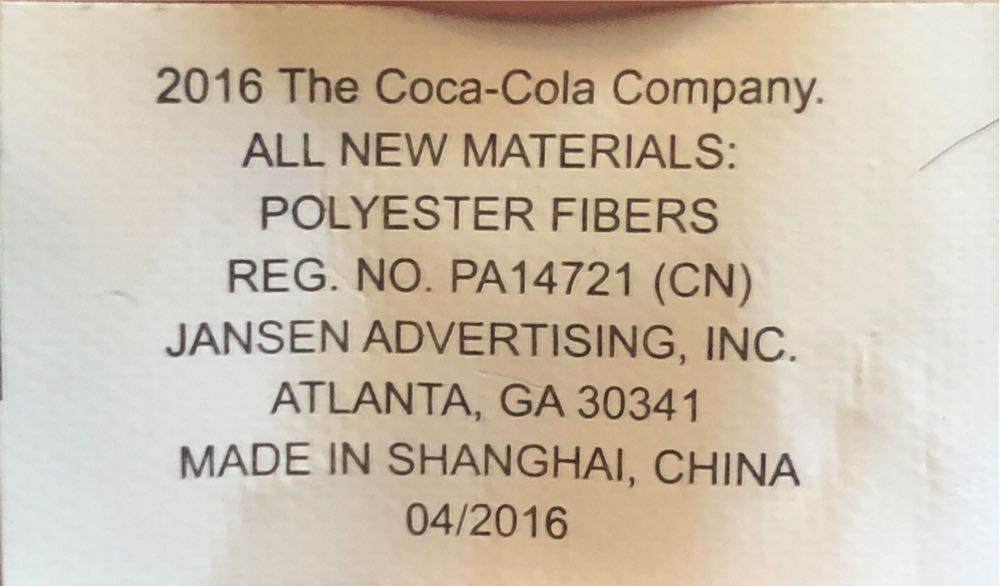 2016 The Coca-Cola Company.
ALL NEW MATERIALS:
POLYESTER FIBERS
REG. NO. PA14721 (CN)
JANSEN ADVERTISING, INC.
ATLANTA, GA 30341
MADE IN SHANGHAI, CHINA
04/2016